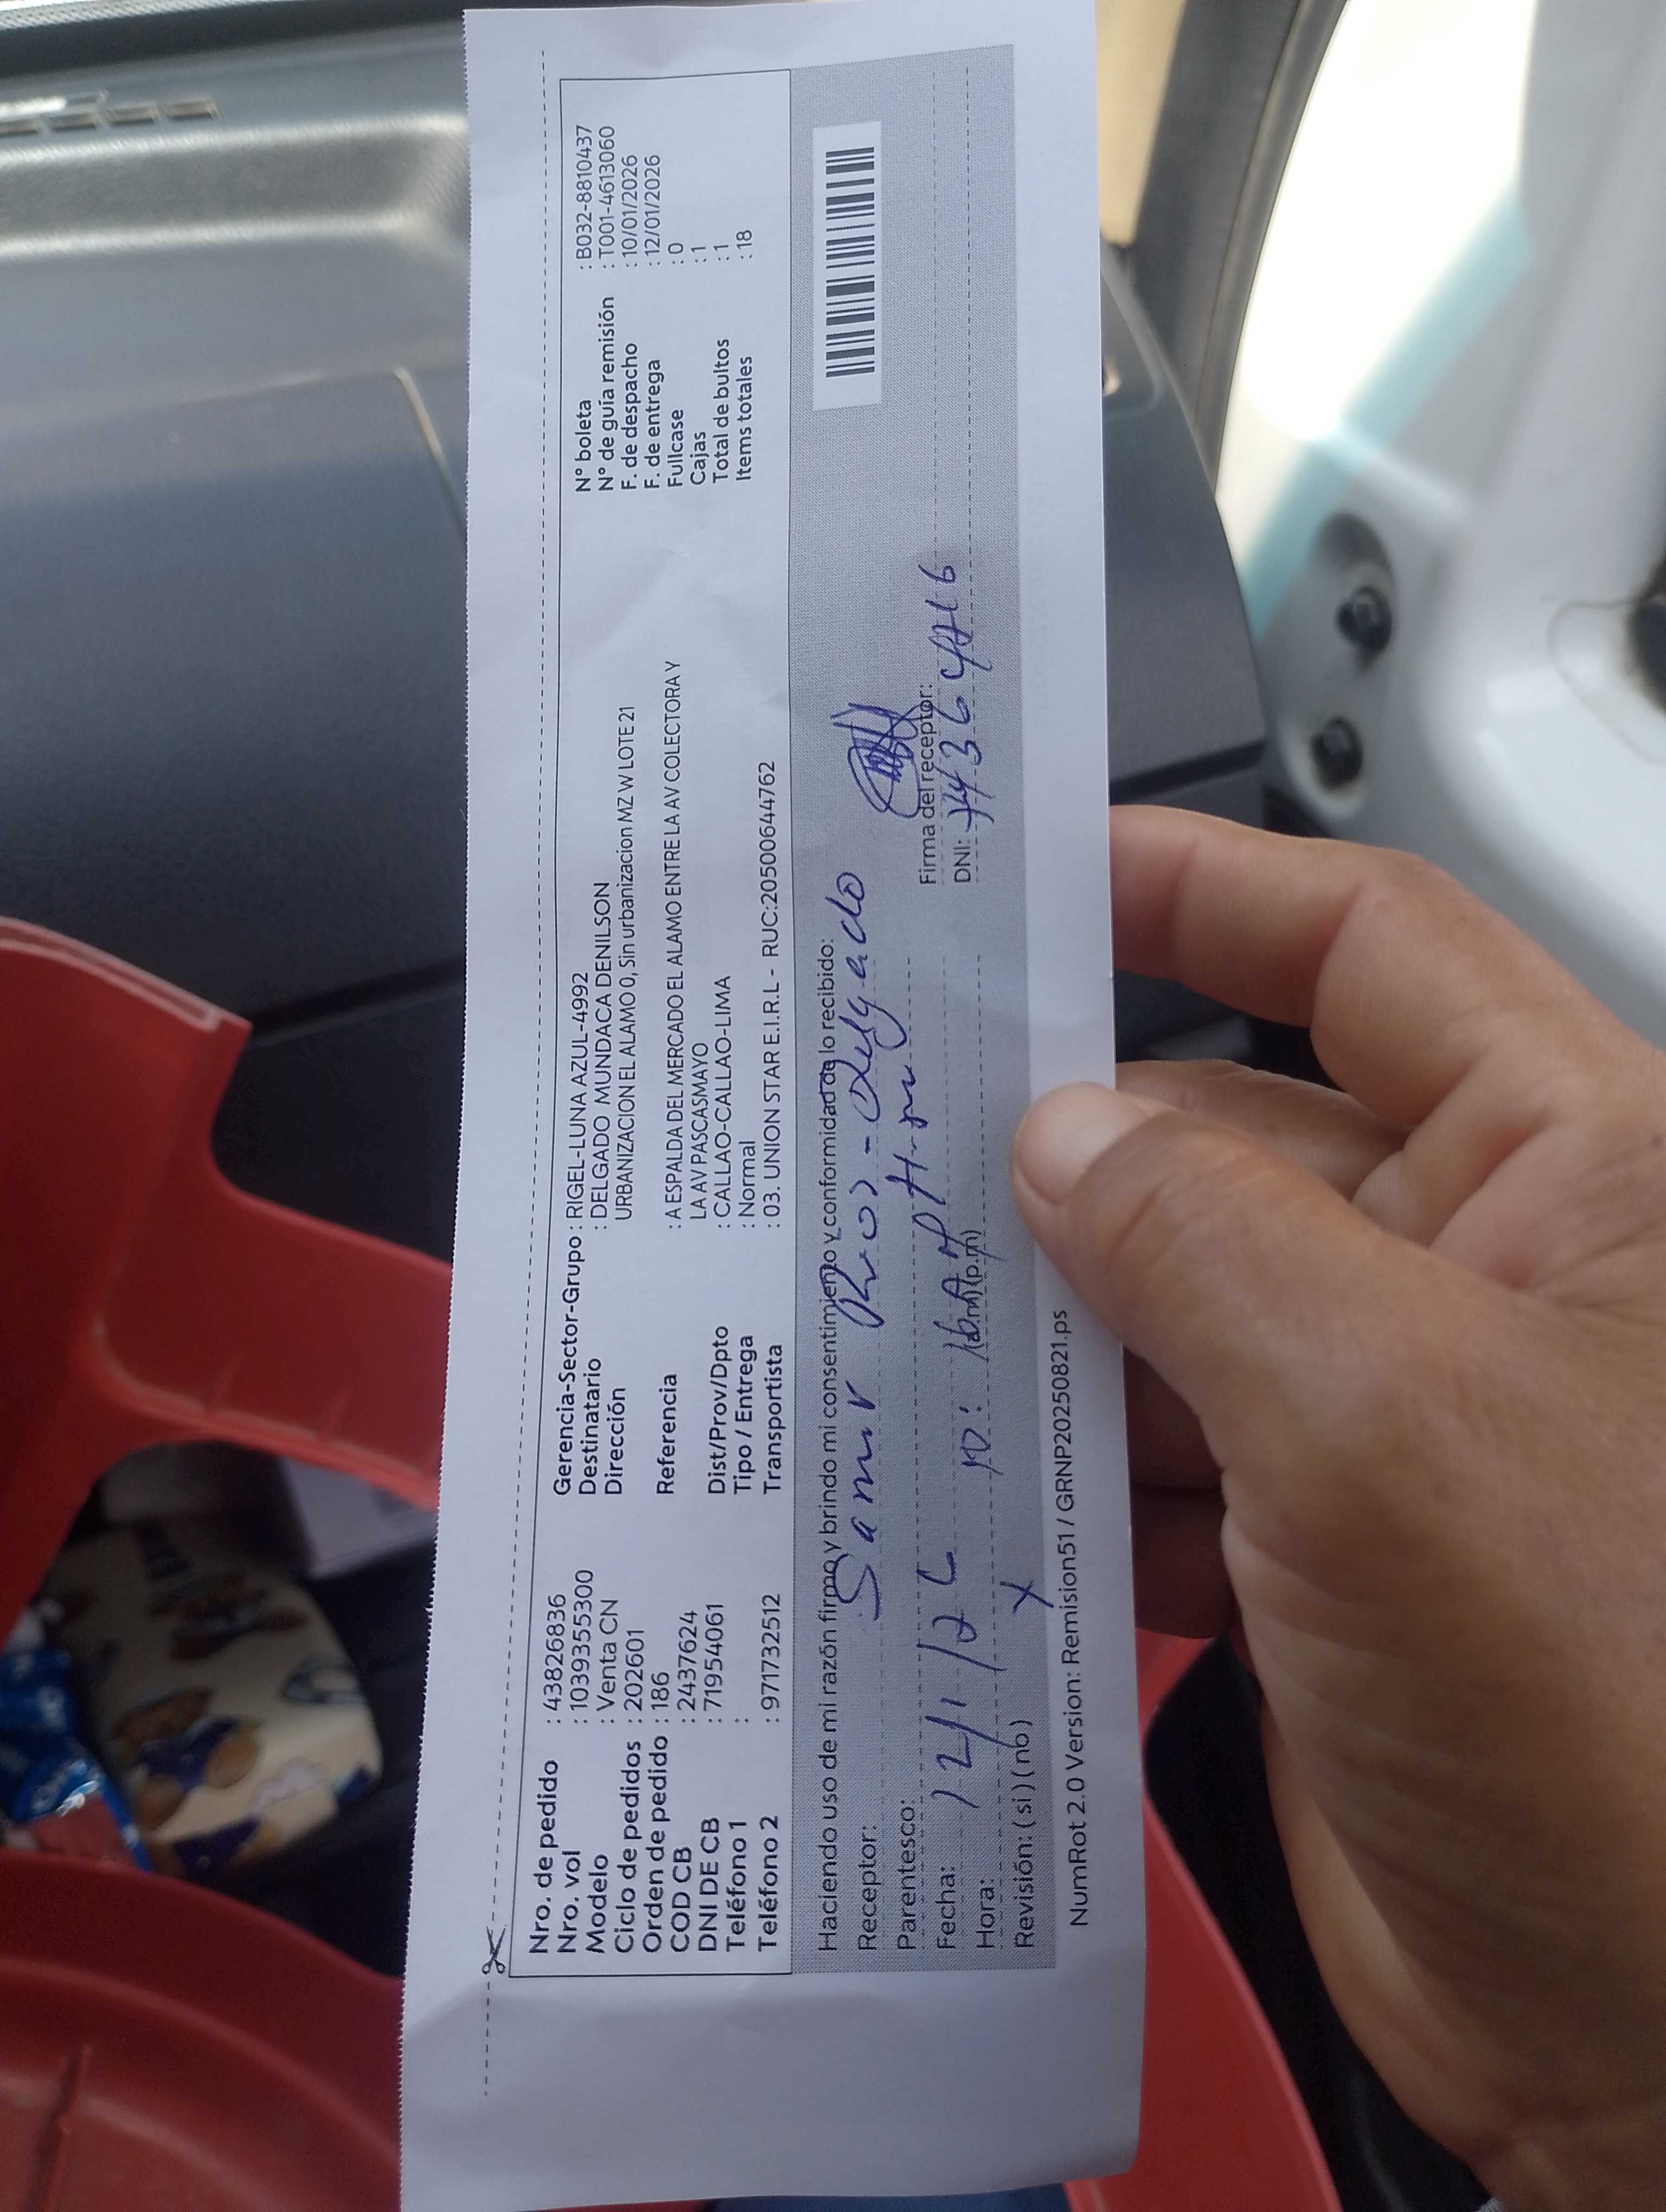 Nro. de pedido : 43826836
Nro. vol : 10393555300
Modelo : Venta CN
Ciclo de pedidos : 202601
Orden de pedido : 186
COD CB : 2437624
DNI DE CB : 71954061
Teléfono 1 :
Teléfono 2 : 971732512
Gerencia-Sector-Grupo : RIGEL-LUNA AZUL-4992
Destinatario : DELGADO MUNDACA DENILSON
Dirección URBANIZACION EL ALAMO 0, Sin urbanizacion MZ W LOTE 21
Referencia : A ESPALDA DEL MERCADO EL ALAMO ENTRE LA AV COLECTORA Y
LA AV PASCASMAYO
Dist/Prov/Dpto : CALLAO-CALLAO-LIMA
Tipo / Entrega : Normal
Transportista : 03. UNION STAR E.I.R.L - RUC:20500644762
N° boleta : B032-8810437
N° de guía remisión : T001-4613060
F. de despacho : 10/01/2026
F. de entrega : 12/01/2026
Fullcase : 0
Cajas : 1
Total de bultos : 1
Items totales : 18
Haciendo uso de mi razón firmo y brindo mi consentimiento y conformidad de lo recibido:
Receptor: Samir Rios-Delgado
Parentesco:
Fecha:
Hora: (a.m) (p.m)
Revisión: ( si ) ( no ) X
Firma del receptor:
DNI:
NumRot 2.0 Version: Remision51 / GRNP20250821.ps